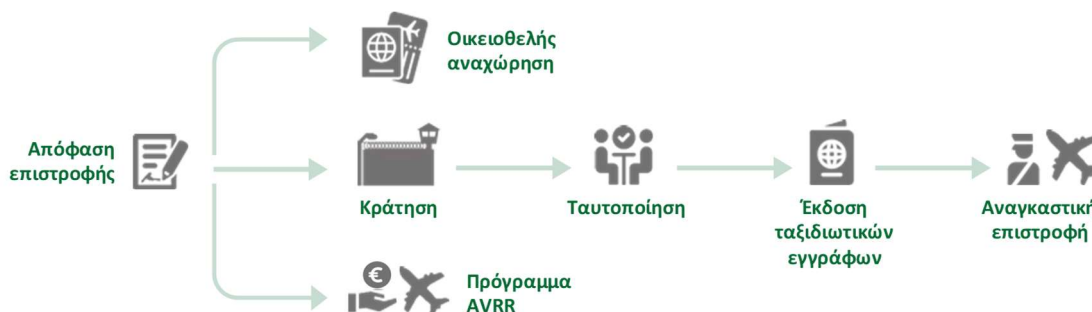 Οικειοθελής
αναχώρηση
Απόφαση
επιστροφής
Κράτηση
Ταυτοποίηση
Έκδοση
ταξιδιωτικών
εγγράφων
Αναγκαστική
επιστροφή
€
Πρόγραμμα
AVRR